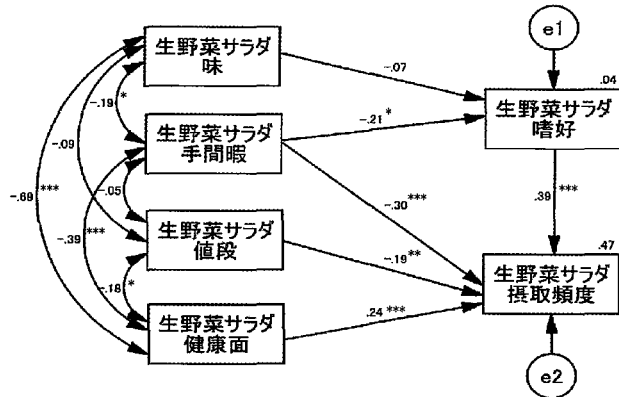 e1
生野菜サラダ
味
-.07
.04
生野菜サラダ
嗜好
-.19 *
-.21 *
生野菜サラダ
手間暇
-.09
-.69 ***
-.05
-.30 ***
.39 ***
-.39 ***
生野菜サラダ
値段
-.19 **
.47
生野菜サラダ
摂取頻度
-.18 *
.24 ***
生野菜サラダ
健康面
e2